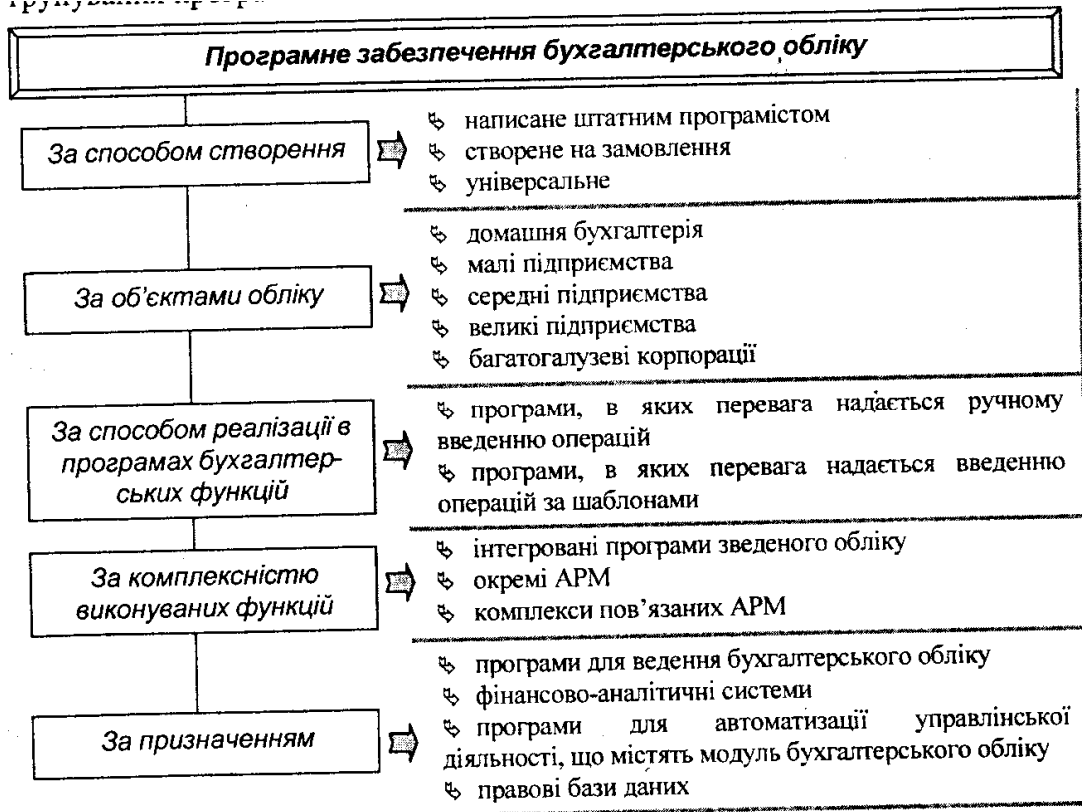 Програмне забезпечення бухгалтерського обліку
За способом створення
написане штатним програмістом
створене на замовлення
універсальне
За об'єктами обліку
домашня бухгалтерія
малі підприємства
середні підприємства
великі підприємства
багатогалузеві корпорації
За способом реалізації в
програмах бухгалтер-
ських функцій
програми, в яких перевага надається ручному
введенню операцій
програми, в яких перевага надається введенню
операцій за шаблонами
За комплексністю
виконуваних функцій
інтегровані програми зведеного обліку
окремі АРМ
комплекси пов’язаних АРМ
За призначенням
програми для ведення бухгалтерського обліку
фінансово-аналітичні системи
програми для автоматизації управлінської
діяльності, що містять модуль бухгалтерського обліку
правові бази даних